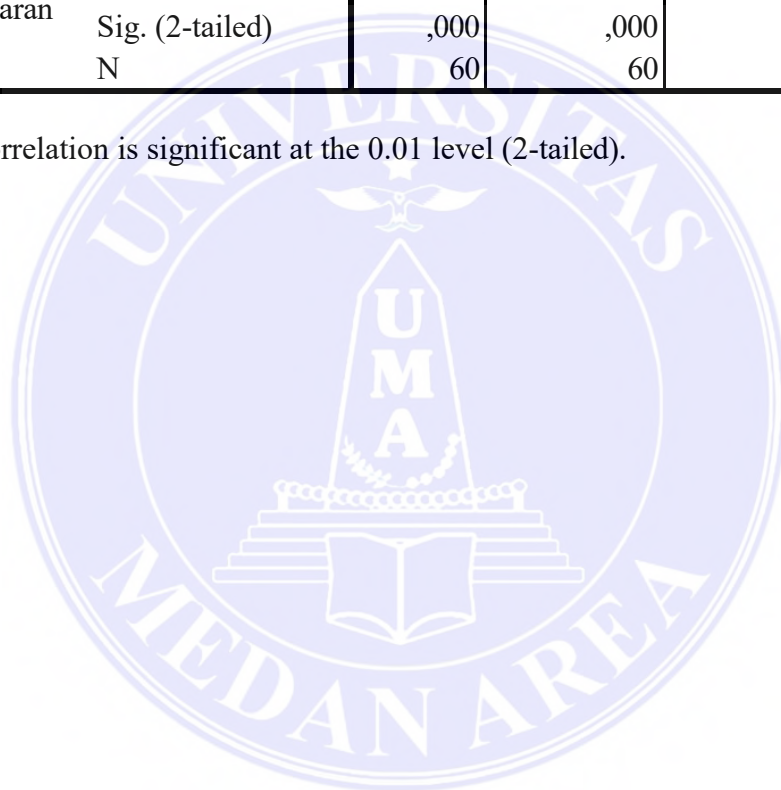 aran
Sig. (2-tailed) ,000 ,000
N 60 60
rrelation is significant at the 0.01 level (2-tailed).
UNIVERSITAS
UMA
MEDAN AREA